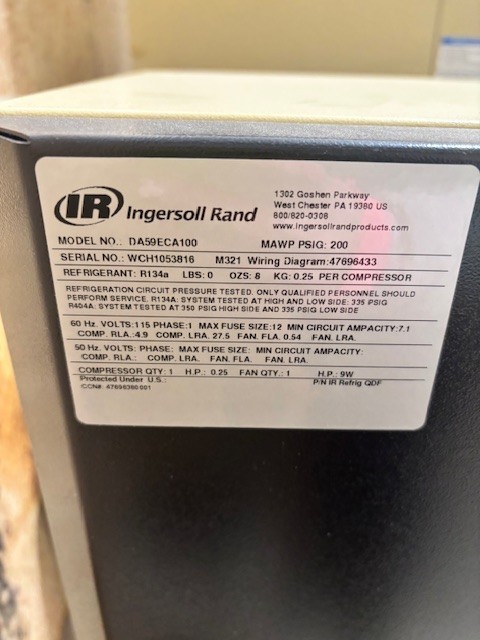 IR Ingersoll Rand
1302 Goshen Parkway
West Chester PA 19380 US
800/820-0308
www.ingersollrandproducts.com
MODEL NO.: DA59ECA100 MAWP PSIG: 200
SERIAL NO.: WCH1053816 M321 Wiring Diagram:47696433
REFRIGERANT: R134a LBS: 0 OZS: 8 KG: 0.25 PER COMPRESSOR
REFRIGERATION CIRCUIT PRESSURE TESTED. ONLY QUALIFIED PERSONNEL SHOULD
PERFORM SERVICE. R134A: SYSTEM TESTED AT HIGH AND LOW SIDE: 335 PSIG
R404A: SYSTEM TESTED AT 350 PSIG HIGH SIDE AND 335 PSIG LOW SIDE
60 Hz. VOLTS:115 PHASE:1 MAX FUSE SIZE:12 MIN CIRCUIT AMPACITY:7.1
COMP. RLA.:4.9 COMP. LRA. 27.5 FAN. FLA. 0.54 FAN. LRA.
50 Hz. VOLTS: PHASE: MAX FUSE SIZE: MIN CIRCUIT AMPACITY:
COMP. RLA.: COMP. LRA. FAN. FLA. FAN. LRA.
COMPRESSOR QTY: 1 H.P.: 0.25 FAN QTY.: 1 H.P.: 9W
Protected Under U.S.: P/N IR Refrig QDF
CCN#: 47696360001